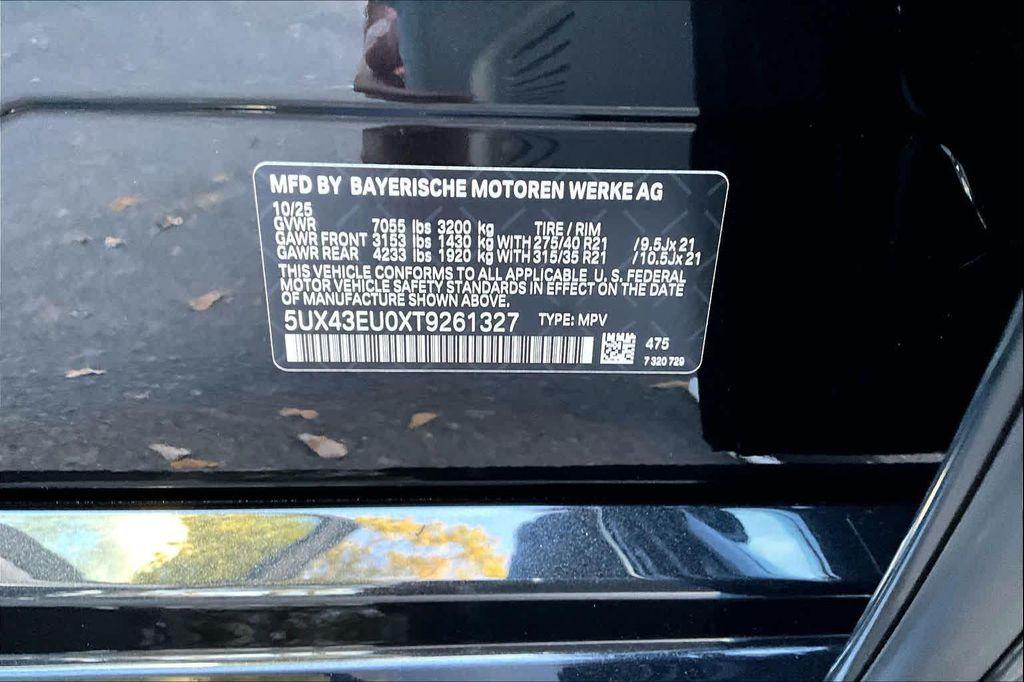 MFD BY BAYERISCHE MOTOREN WERKE AG
10/25
GVWR 7055 lbs 3200 kg TIRE / RIM
GAWR FRONT 3153 lbs 1430 kg WITH 275/40 R21 /9.5Jx21
GAWR REAR 4233 lbs 1920 kg WITH 315/35 R21 /10.5Jx21
THIS VEHICLE CONFORMS TO ALL APPLICABLE U. S. FEDERAL
MOTOR VEHICLE SAFETY STANDARDS IN EFFECT ON THE DATE
OF MANUFACTURE SHOWN ABOVE.
5UX43EU0XT9261327 TYPE: MPV
475
7 320 729